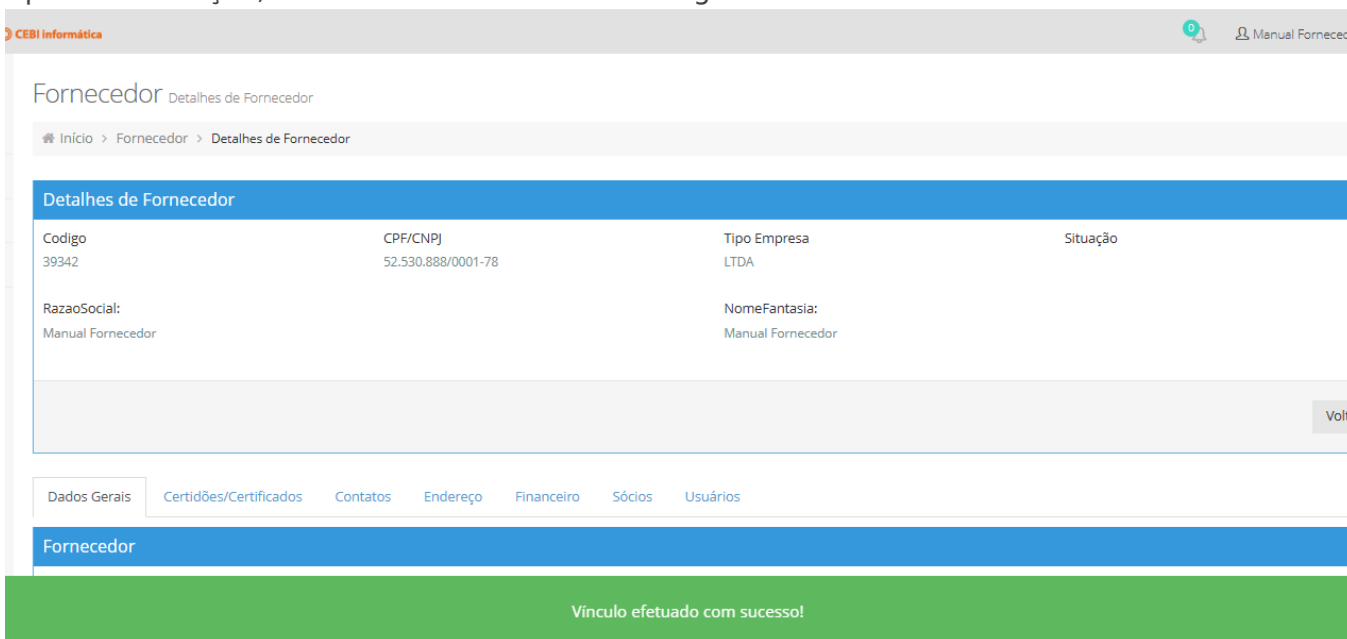 CEBI informática
0
Manual Forneced
Fornecedor Detalhes de Fornecedor
Início > Fornecedor > Detalhes de Fornecedor
Detalhes de Fornecedor
Codigo CPF/CNPJ Tipo Empresa Situação
39342 52.530.888/0001-78 LTDA
RazaoSocial: NomeFantasia:
Manual Fornecedor Manual Fornecedor
Volt
Dados Gerais Certidões/Certificados Contatos Endereço Financeiro Sócios Usuários
Fornecedor
Vínculo efetuado com sucesso!